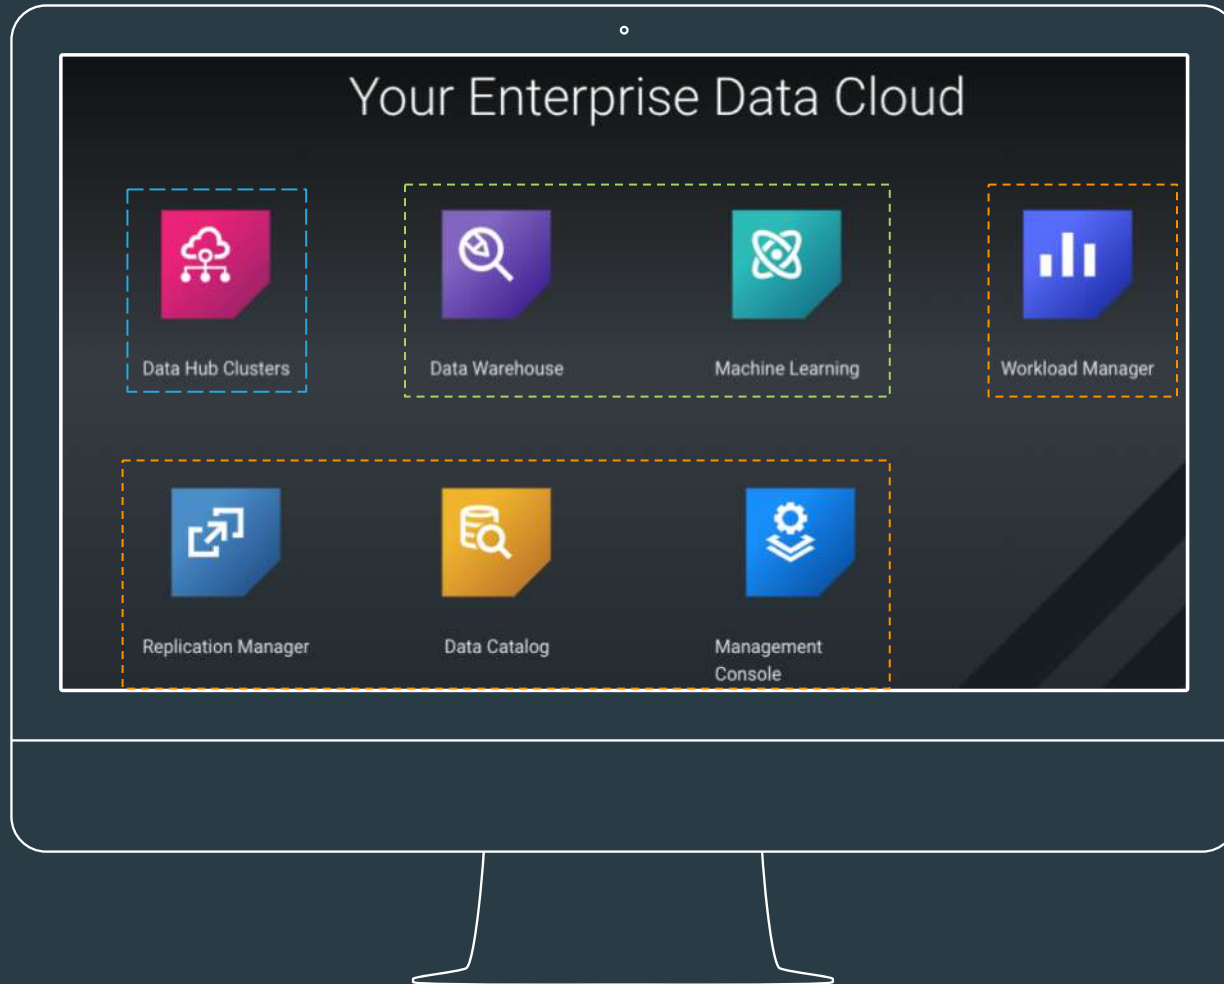 Your Enterprise Data Cloud
Data Hub Clusters
Data Warehouse
Machine Learning
Workload Manager
Replication Manager
Data Catalog
Management
Console